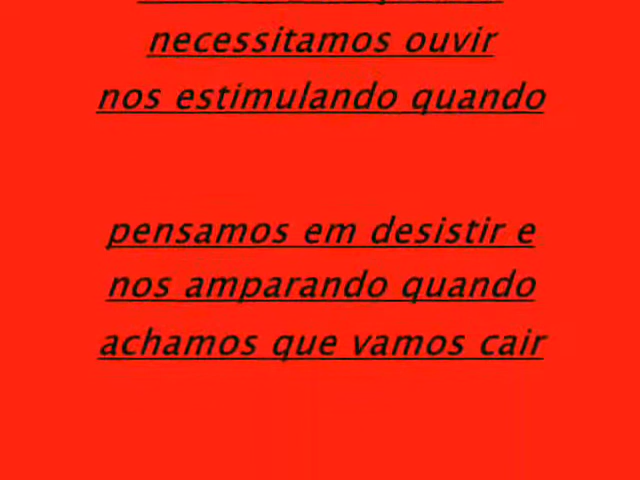 necessitamos ouvir
nos estimulando quando
pensamos em desistir e
nos amparando quando
achamos que vamos cair